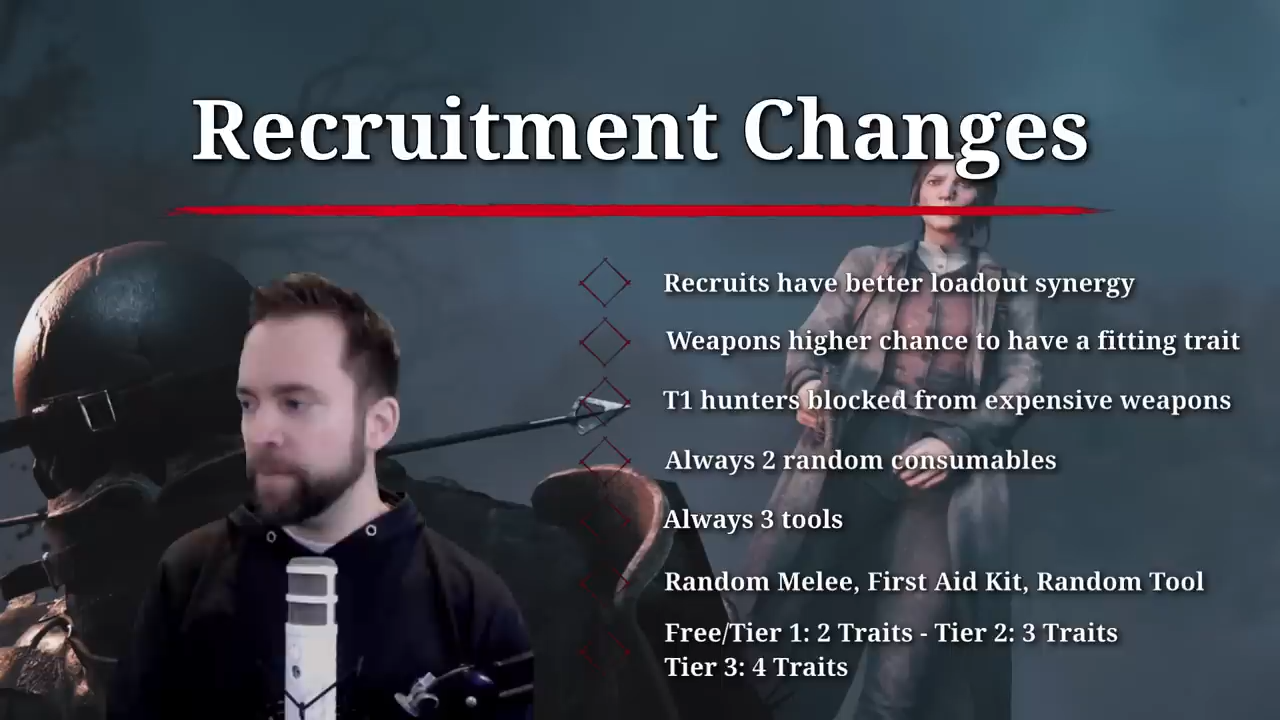 Recruitment Changes
Recruits have better loadout synergy
Weapons higher chance to have a fitting trait
T1 hunters blocked from expensive weapons
Always 2 random consumables
Always 3 tools
Random Melee, First Aid Kit, Random Tool
Free/Tier 1: 2 Traits - Tier 2: 3 Traits
Tier 3: 4 Traits